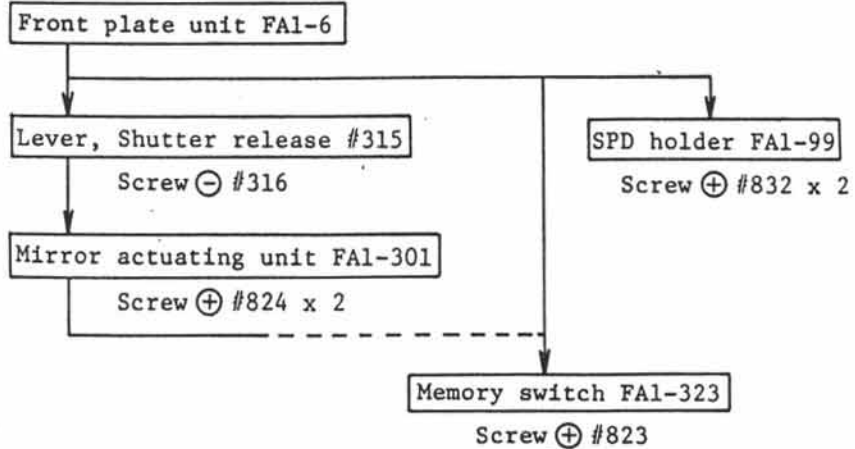 Front plate unit FA1-6
Lever, Shutter release #315
Screw ⊖ #316
SPD holder FA1-99
Screw ⊕ #832 x 2
Mirror actuating unit FA1-301
Screw ⊕ #824 x 2
Memory switch FA1-323
Screw ⊕ #823